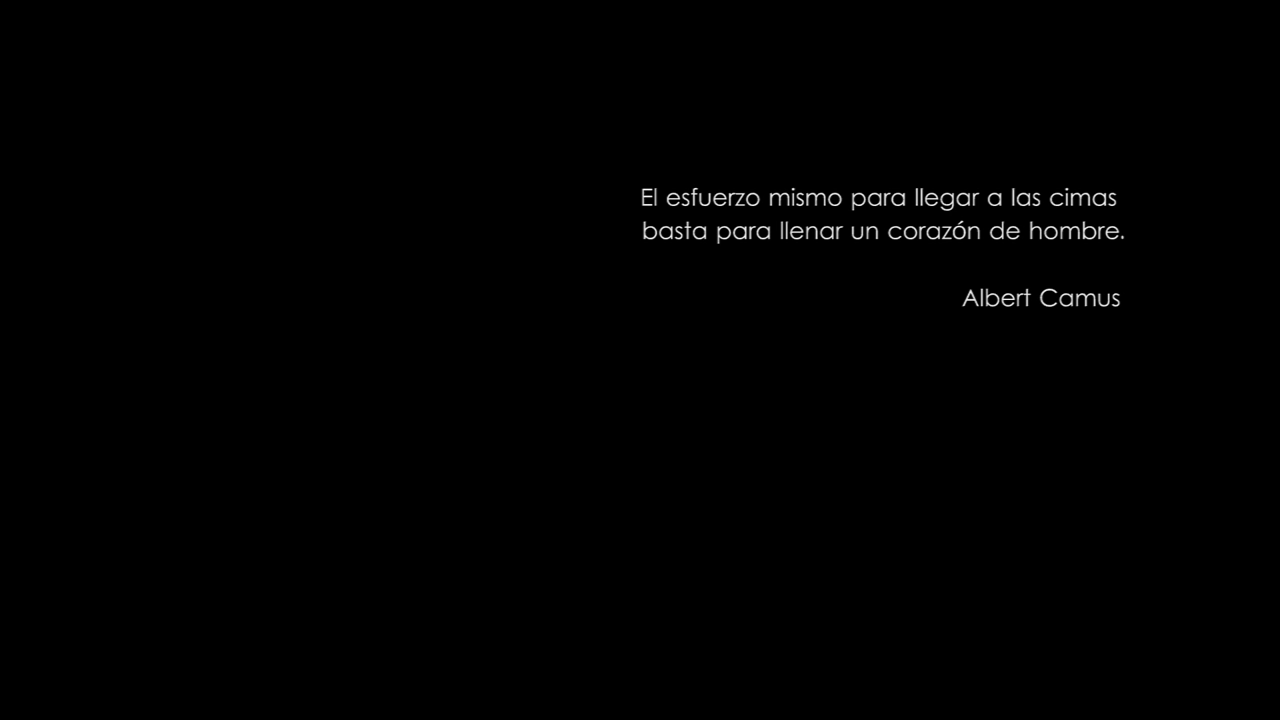 El esfuerzo mismo para llegar a las cimas
basta para llenar un corazón de hombre.
Albert Camus